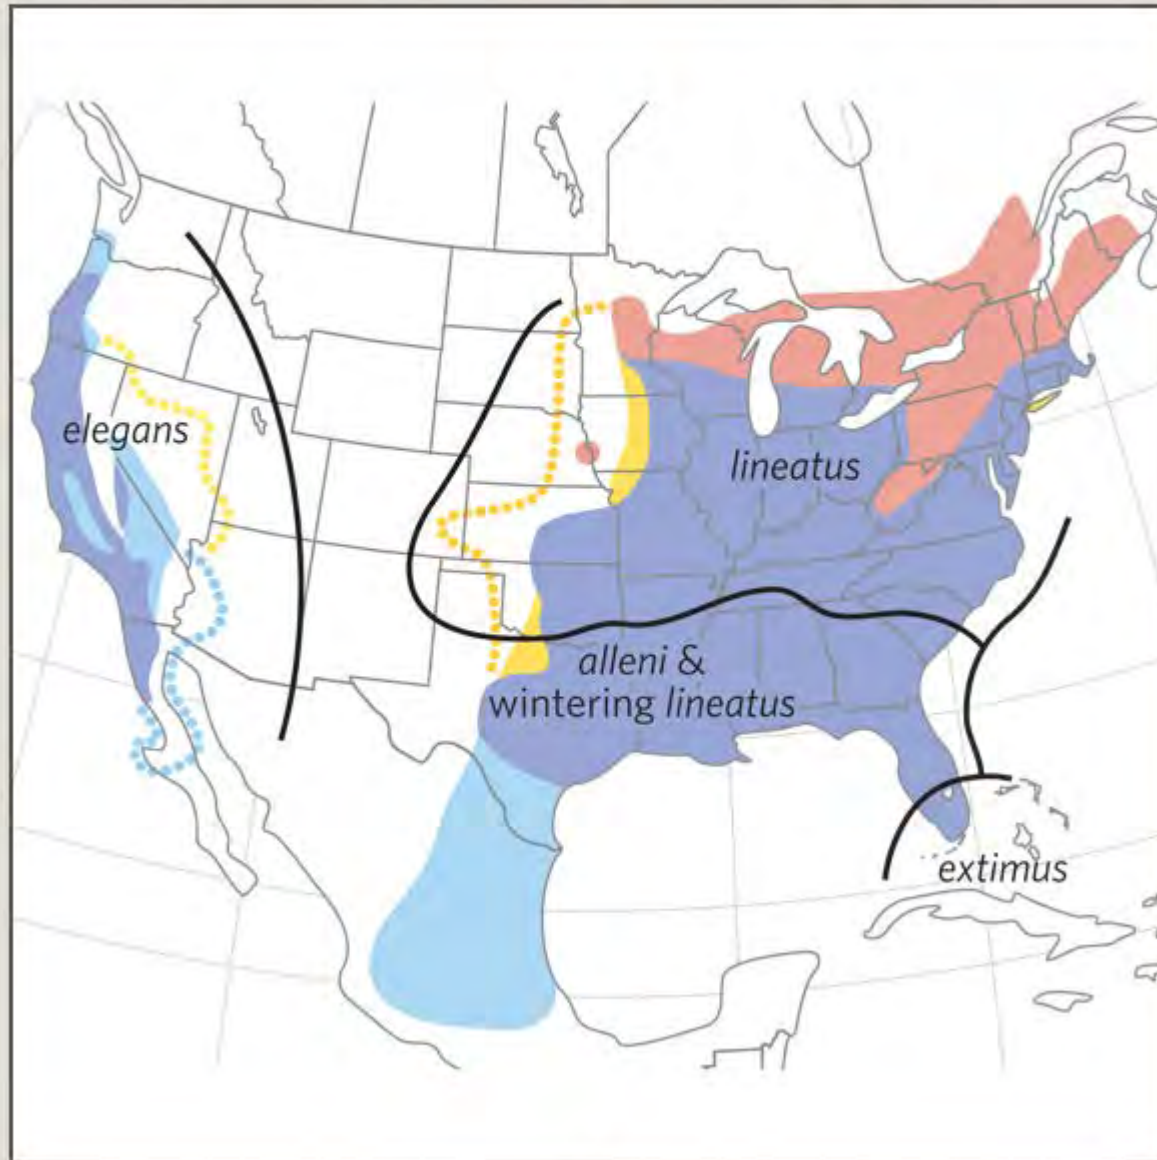 elegans
lineatus
alleni &
wintering lineatus
extimus